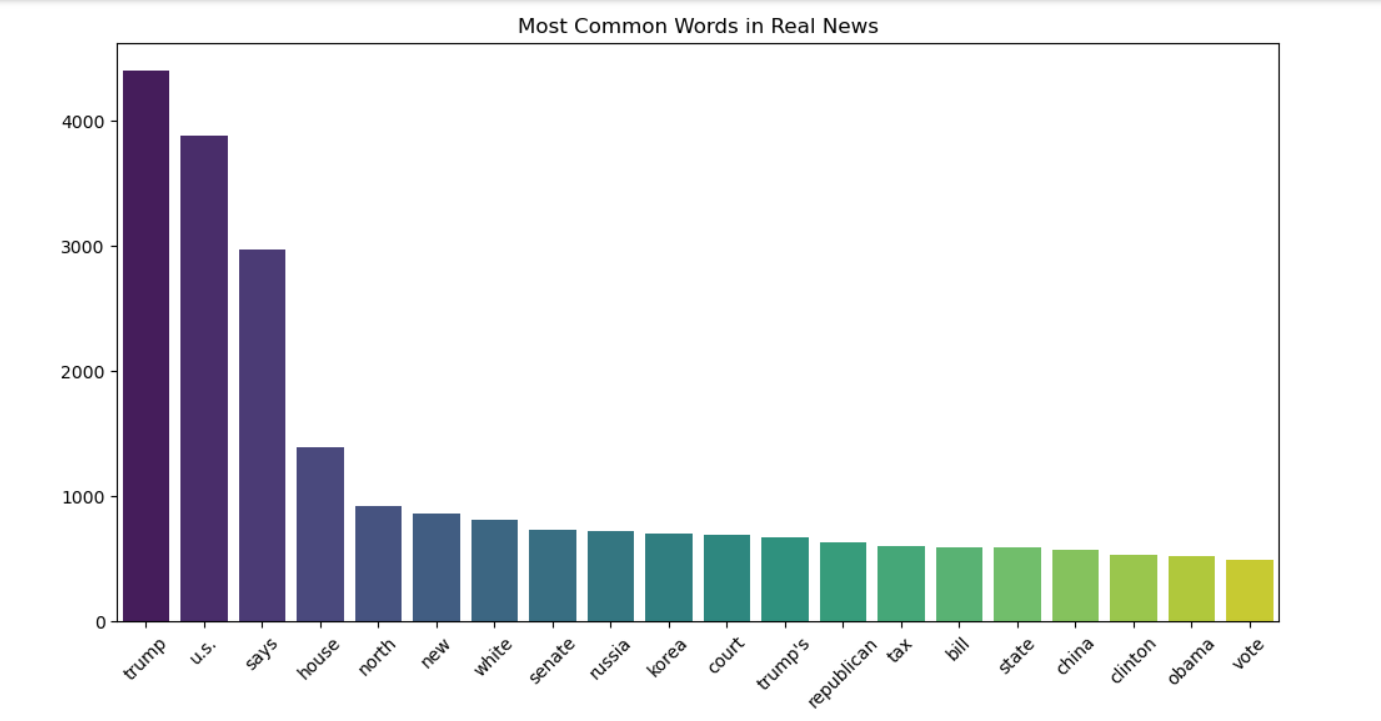 Most Common Words in Real News
4000
3000
2000
1000
0
trump
u.s.
says
house
north
new
white
senate
russia
korea
court
trump's
republican
tax
bill
state
china
clinton
obama
vote